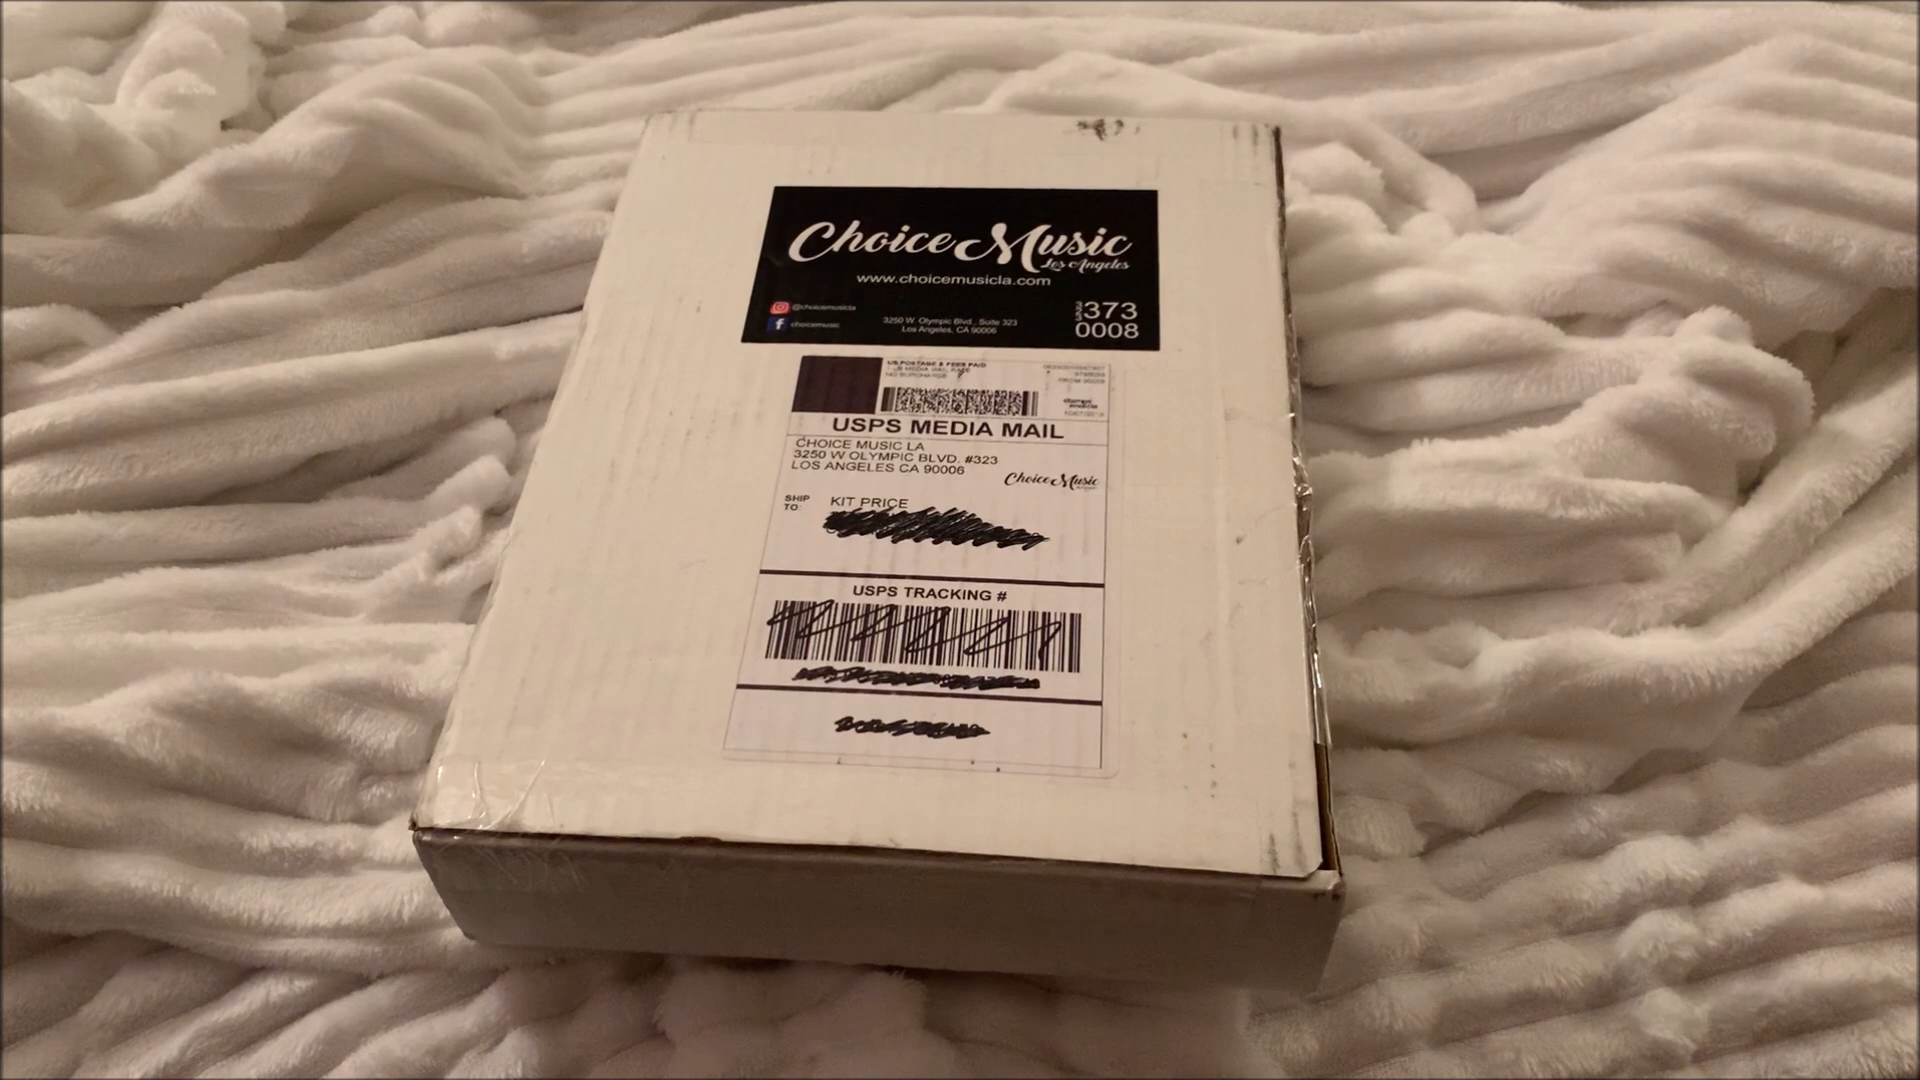 Choice Music
Los Angeles
www.choicemusicla.com
@choicemusicla
choicemusic
3250 W. Olympic Blvd., Suite 323
Los Angeles, CA 90006
373
0008
US POSTAGE & FEES PAID
USPS MEDIA MAIL
CHOICE MUSIC LA
3250 W OLYMPIC BLVD. #323
LOS ANGELES CA 90006
Choice Music
SHIP
TO:
KIT PRICE
USPS TRACKING #